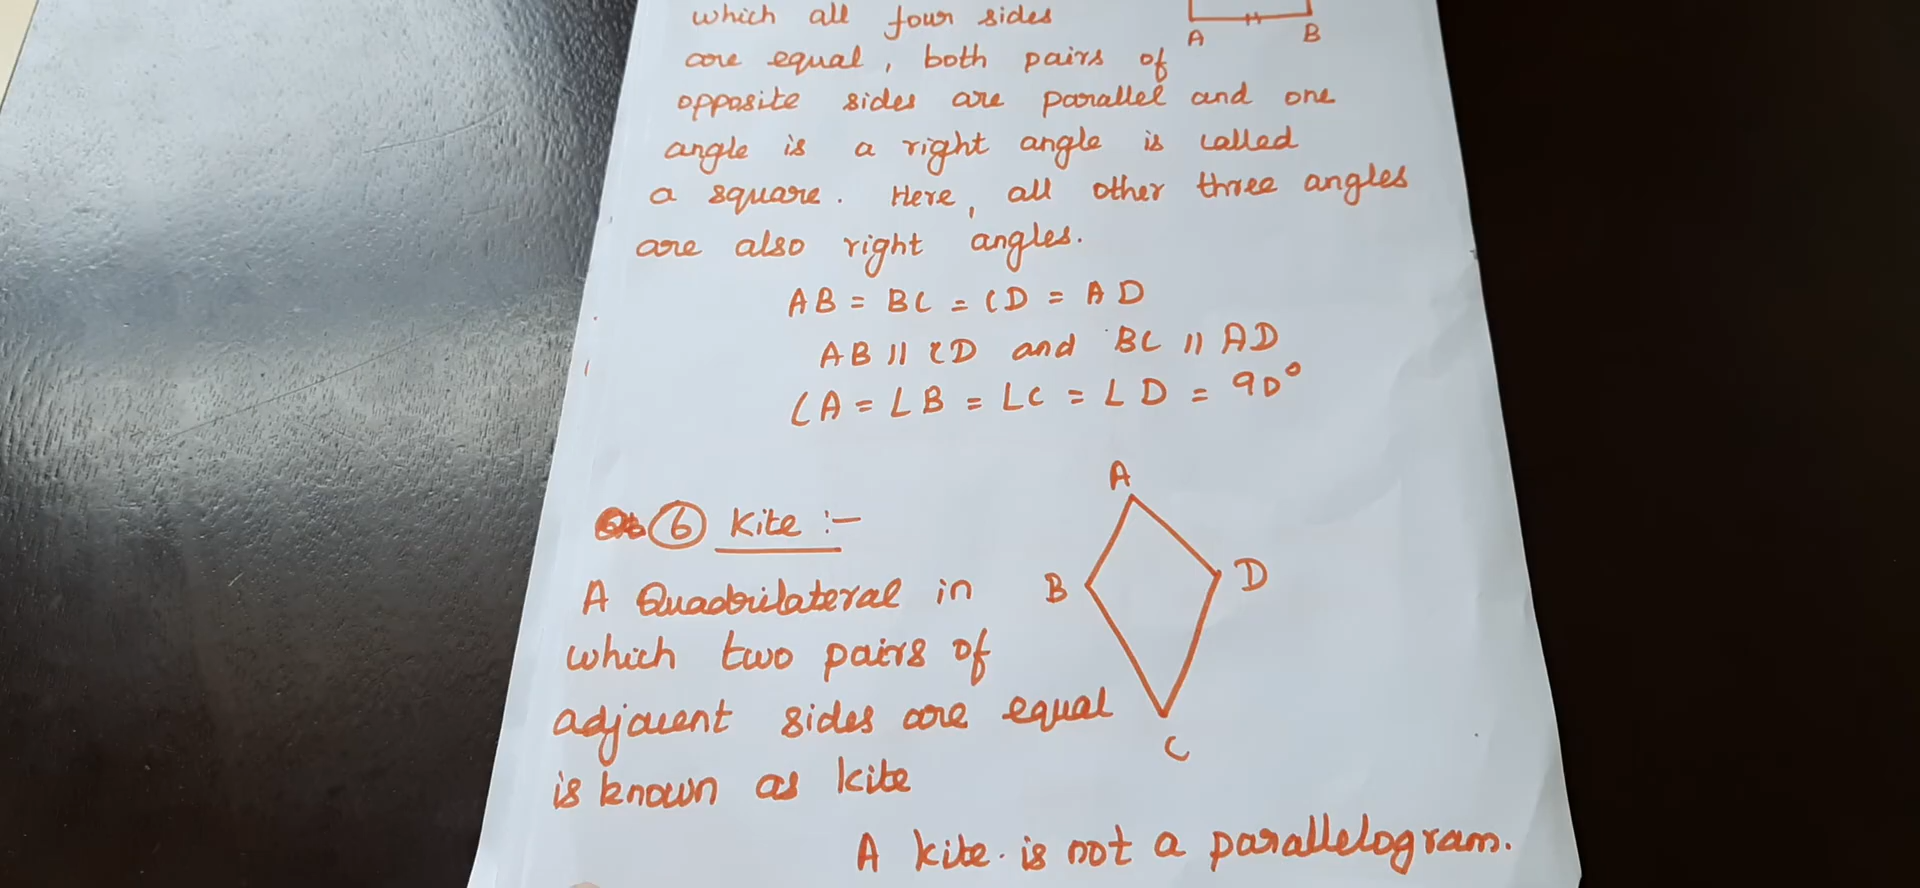 which all four sides
A B
are equal, both pairs of
opposite sides are parallel and one
angle is a right angle is called
a square. Here, all other three angles
are also right angles.
AB = BC = CD = AD
AB || CD and BC || AD
∠A = ∠B = ∠C = ∠D = 90°
A
6 Kite :-
B D
A Quadrilateral in
which two pairs of
adjacent sides are equal
C
is known as kite
A kite is not a parallelogram.